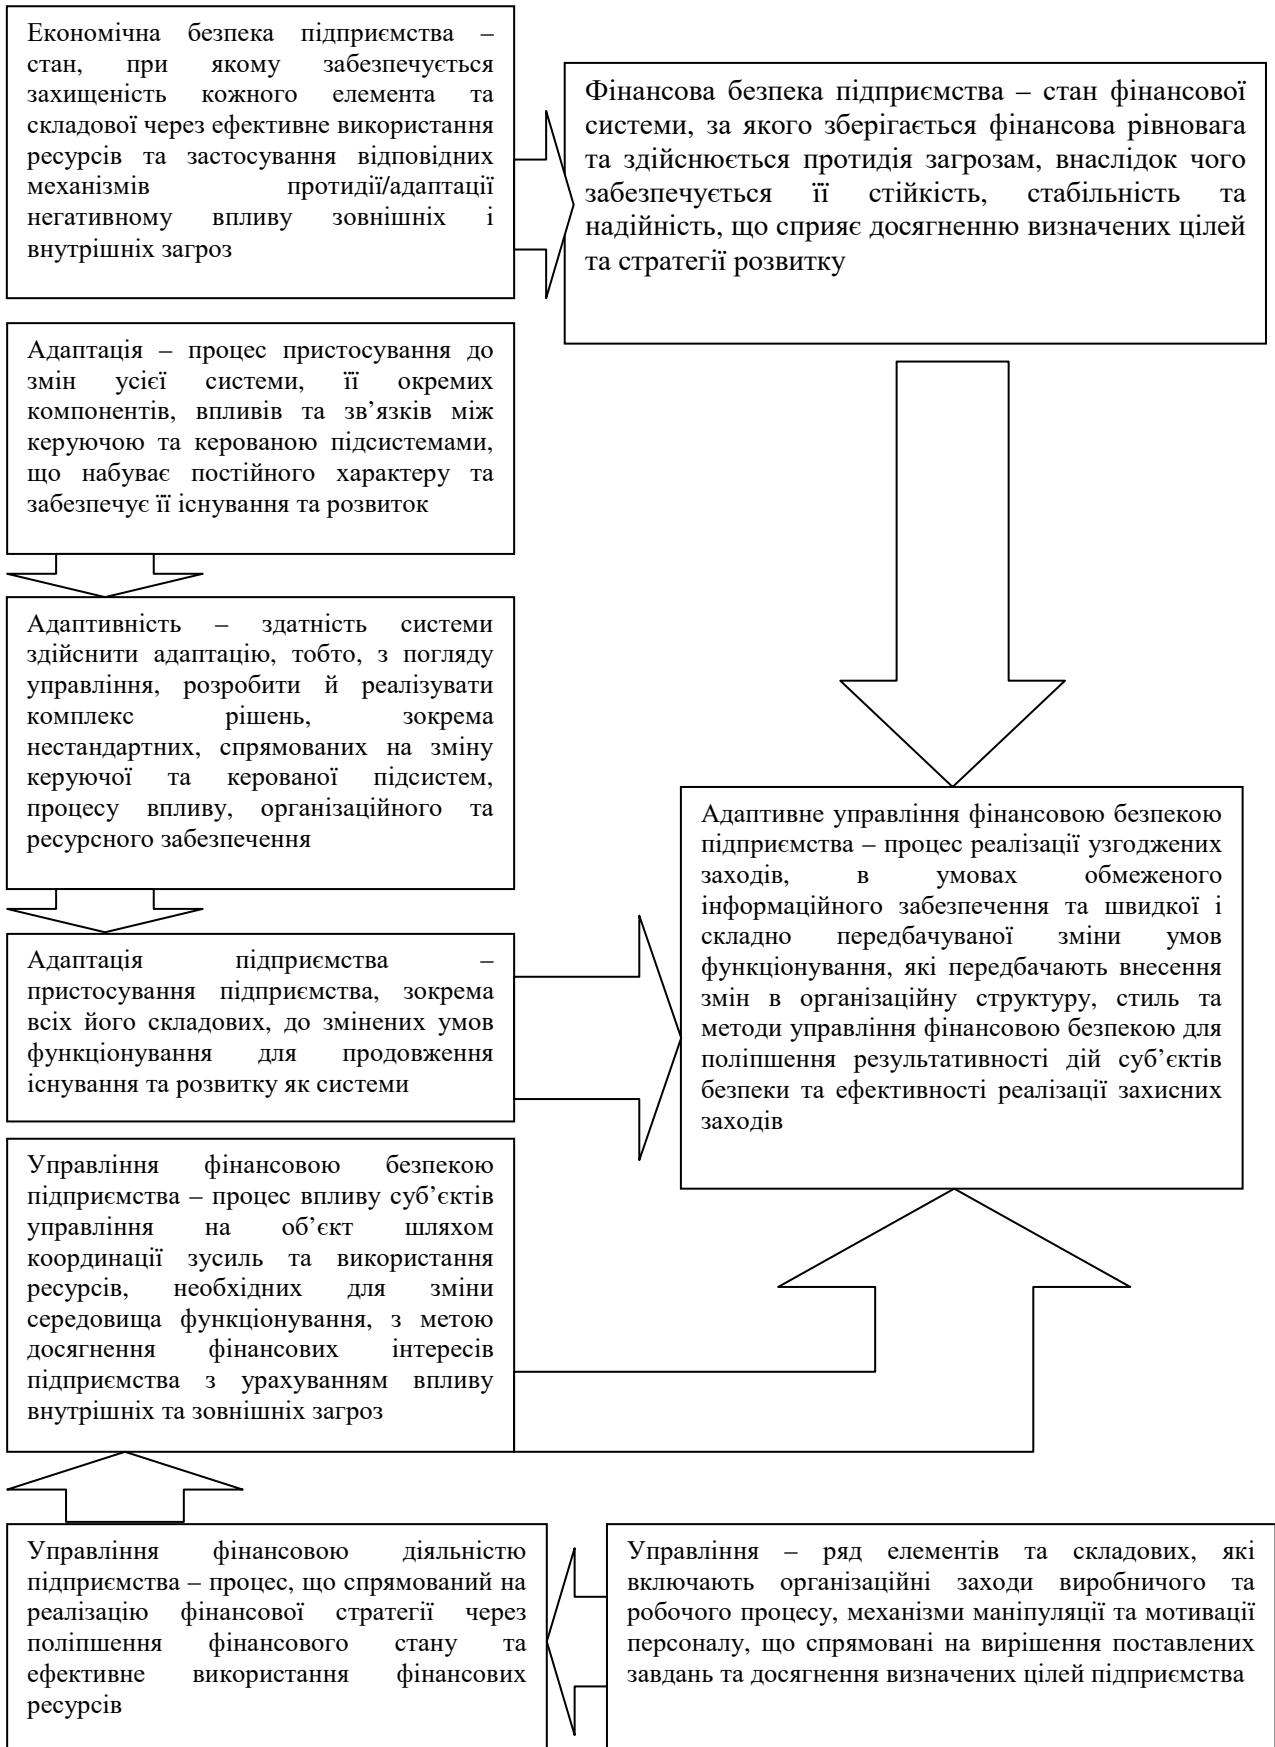 Економічна безпека підприємства –
стан, при якому забезпечується
захищеність кожного елемента та
складової через ефективне використання
ресурсів та застосування відповідних
механізмів протидії/адаптації
негативному впливу зовнішніх і
внутрішніх загроз
Фінансова безпека підприємства – стан фінансової
системи, за якого зберігається фінансова рівновага
та здійснюється протидія загрозам, внаслідок чого
забезпечується її стійкість, стабільність та
надійність, що сприяє досягненню визначених цілей
та стратегії розвитку
Адаптація – процес пристосування до
змін усієї системи, її окремих
компонентів, впливів та зв’язків між
керуючою та керованою підсистемами,
що набуває постійного характеру та
забезпечує її існування та розвиток
Адаптивність – здатність системи
здійснити адаптацію, тобто, з погляду
управління, розробити й реалізувати
комплекс рішень, зокрема
нестандартних, спрямованих на зміну
керуючої та керованої підсистем,
процесу впливу, організаційного та
ресурсного забезпечення
Адаптація підприємства –
пристосування підприємства, зокрема
всіх його складових, до змінених умов
функціонування для продовження
існування та розвитку як системи
Адаптивне управління фінансовою безпекою
підприємства – процес реалізації узгоджених
заходів, в умовах обмеженого
інформаційного забезпечення та швидкої і
складно передбачуваної зміни умов
функціонування, які передбачають внесення
змін в організаційну структуру, стиль та
методи управління фінансовою безпекою для
поліпшення результативності дій суб’єктів
безпеки та ефективності реалізації захисних
заходів
Управління фінансовою безпекою
підприємства – процес впливу суб’єктів
управління на об’єкт шляхом
координації зусиль та використання
ресурсів, необхідних для зміни
середовища функціонування, з метою
досягнення фінансових інтересів
підприємства з урахуванням впливу
внутрішніх та зовнішніх загроз
Управління фінансовою діяльністю
підприємства – процес, що спрямований на
реалізацію фінансової стратегії через
поліпшення фінансового стану та
ефективне використання фінансових
ресурсів
Управління – ряд елементів та складових, які
включають організаційні заходи виробничого та
робочого процесу, механізми маніпуляції та мотивації
персоналу, що спрямовані на вирішення поставлених
завдань та досягнення визначених цілей підприємства